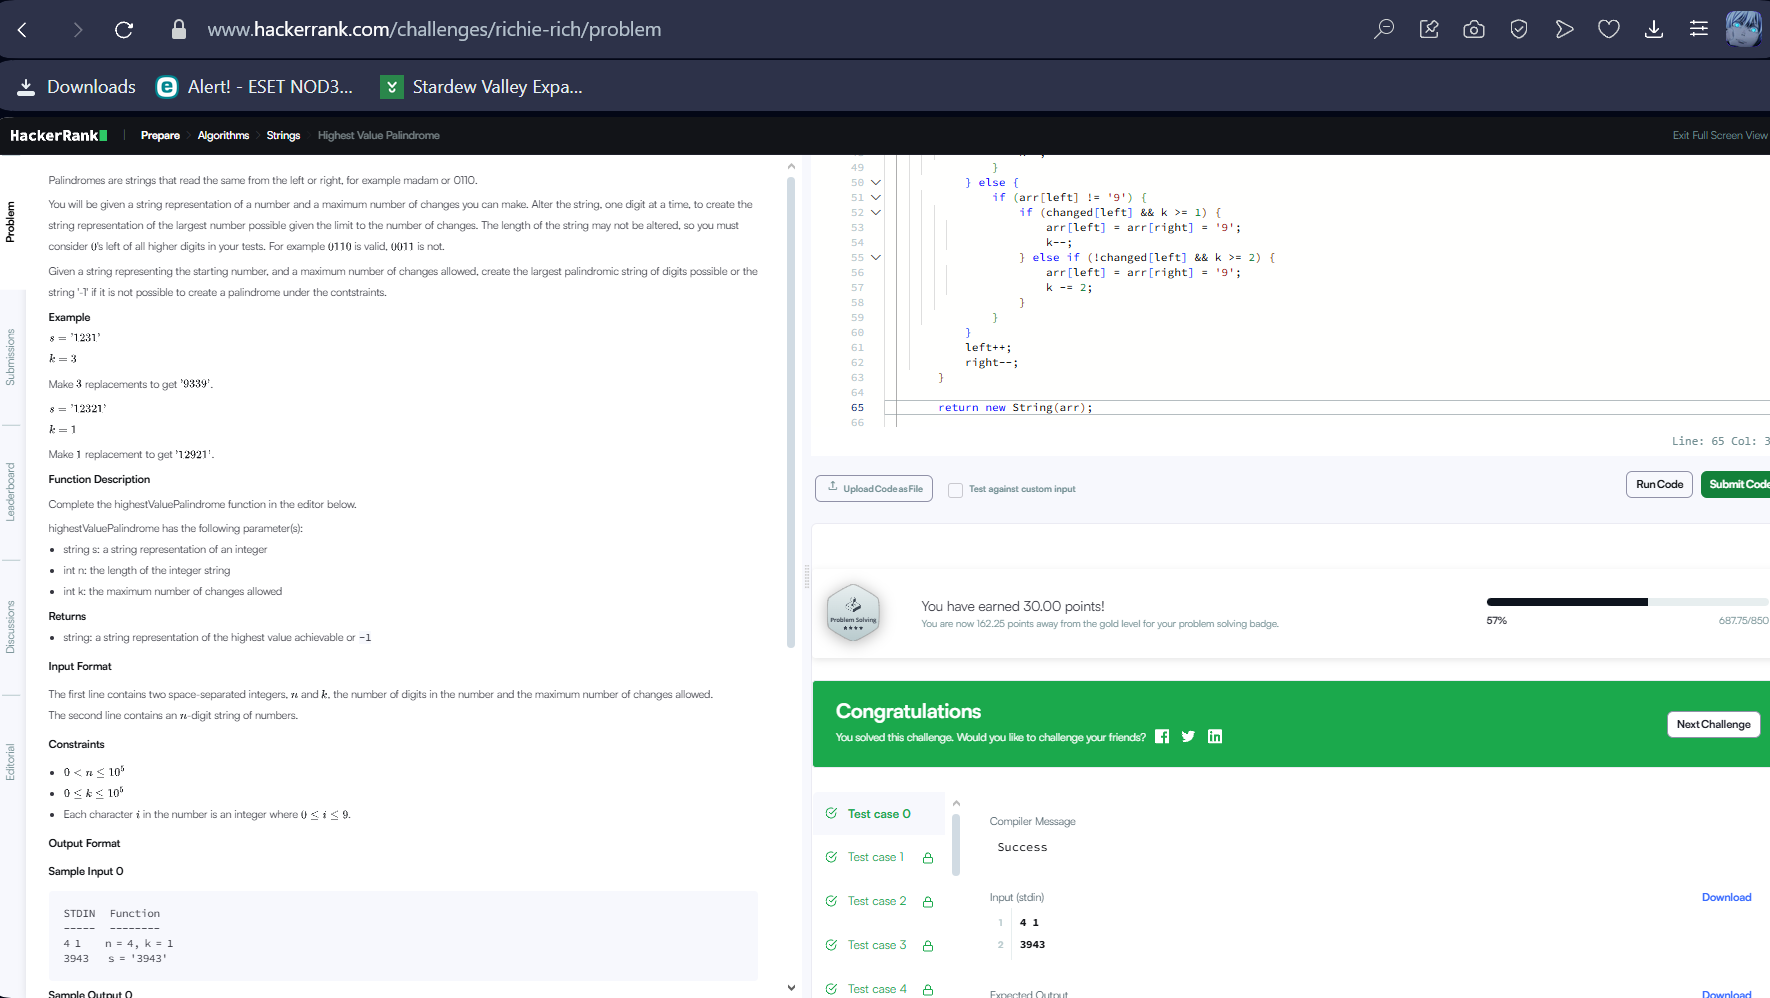 www.hackerrank.com/challenges/richie-rich/problem
Downloads
Alert! - ESET NOD3...
Stardew Valley Expa...
HackerRank
Prepare
Algorithms
Strings
Highest Value Palindrome
Exit Full Screen View
Problem
Submissions
Leaderboard
Discussions
Editorial
Palindromes are strings that read the same from the left or right, for example madam or 0110.
You will be given a string representation of a number and a maximum number of changes you can make. Alter the string, one digit at a time, to create the
string representation of the largest number possible given the limit to the number of changes. The length of the string may not be altered, so you must
consider 0's left of all higher digits in your tests. For example 0110 is valid, 0011 is not.
Given a string representing the starting number, and a maximum number of changes allowed, create the largest palindromic string of digits possible or the
string '-1' if it is not possible to create a palindrome under the contstraints.
Example
s = '1231'
k = 3
Make 3 replacements to get '9339'.
s = '12321'
k = 1
Make 1 replacement to get '12921'.
Function Description
Complete the highestValuePalindrome function in the editor below.
highestValuePalindrome has the following parameter(s):
• string s: a string representation of an integer
• int n: the length of the integer string
• int k: the maximum number of changes allowed
Returns
• string: a string representation of the highest value achievable or -1
Input Format
The first line contains two space-separated integers, n and k, the number of digits in the number and the maximum number of changes allowed.
The second line contains an n-digit string of numbers.
Constraints
• 0 < n ≤ 10⁵
• 0 ≤ k ≤ 10⁵
• Each character i in the number is an integer where 0 ≤ i ≤ 9.
Output Format
Sample Input 0
STDIN Function
----- --------
4 1 n = 4, k = 1
3943 s = '3943'
Sample Output 0
49 }
50 } else {
51 if (arr[left] != '9') {
52 if (changed[left] && k >= 1) {
53 arr[left] = arr[right] = '9';
54 k--;
55 } else if (!changed[left] && k >= 2) {
56 arr[left] = arr[right] = '9';
57 k -= 2;
58 }
59 }
60 }
61 left++;
62 right--;
63 }
64
65 return new String(arr);
66
Line: 65 Col: 3
Upload Code as File
Test against custom input
Run Code
Submit Code
Problem Solving
You have earned 30.00 points!
You are now 162.25 points away from the gold level for your problem solving badge.
57%
687.75/850
Congratulations
You solved this challenge. Would you like to challenge your friends?
Next Challenge
Test case 0
Test case 1
Test case 2
Test case 3
Test case 4
Compiler Message
Success
Input (stdin)
Download
1 4 1
2 3943
Expected Output
Download